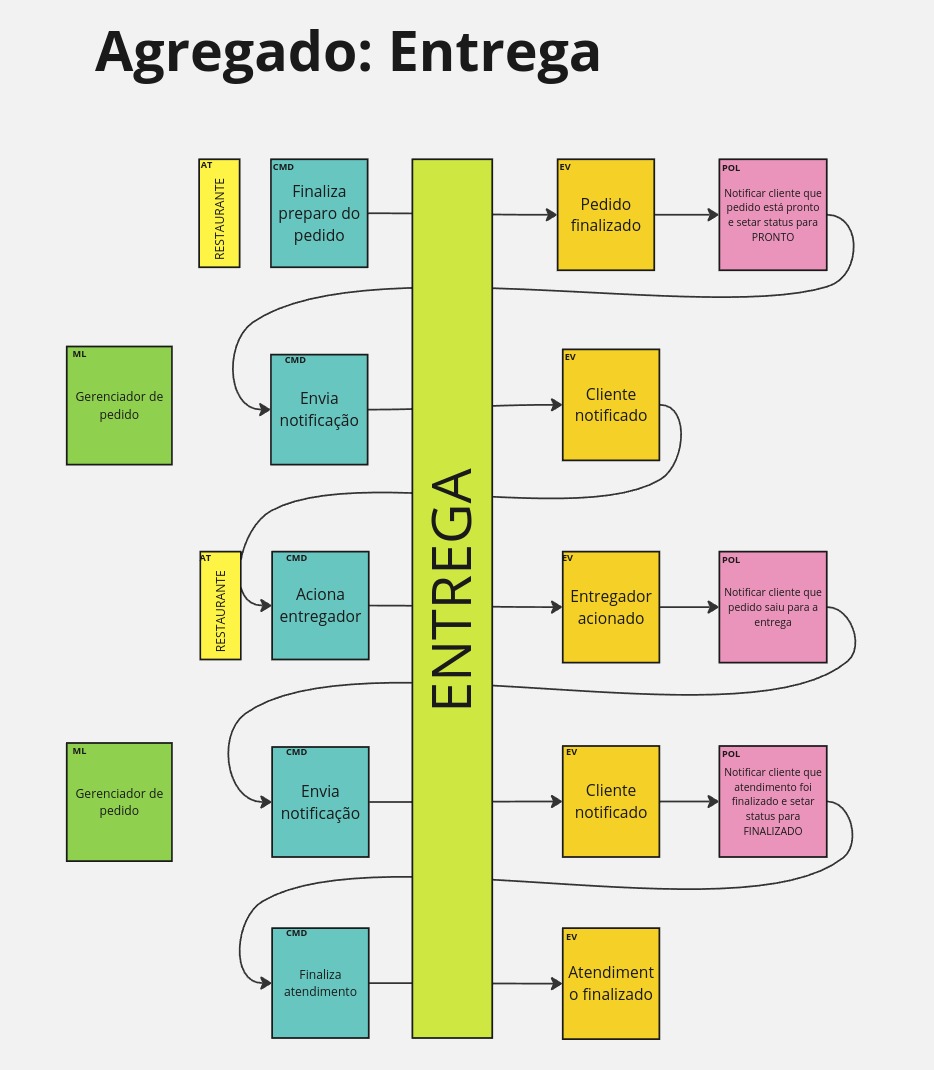 Agregado: Entrega
AT
RESTAURANTE
CMD
Finaliza
preparo do
pedido
EV
Pedido
finalizado
POL
Notificar cliente que
pedido está pronto
e setar status para
PRONTO
ML
Gerenciador de
pedido
CMD
Envia
notificação
EV
Cliente
notificado
ENTREGA
AT
RESTAURANTE
CMD
Aciona
entregador
EV
Entregador
acionado
POL
Notificar cliente que
pedido saiu para a
entrega
ML
Gerenciador de
pedido
CMD
Envia
notificação
EV
Cliente
notificado
POL
Notificar cliente que
atendimento foi
finalizado e setar
status para
FINALIZADO
CMD
Finaliza
atendimento
EV
Atendiment
o finalizado